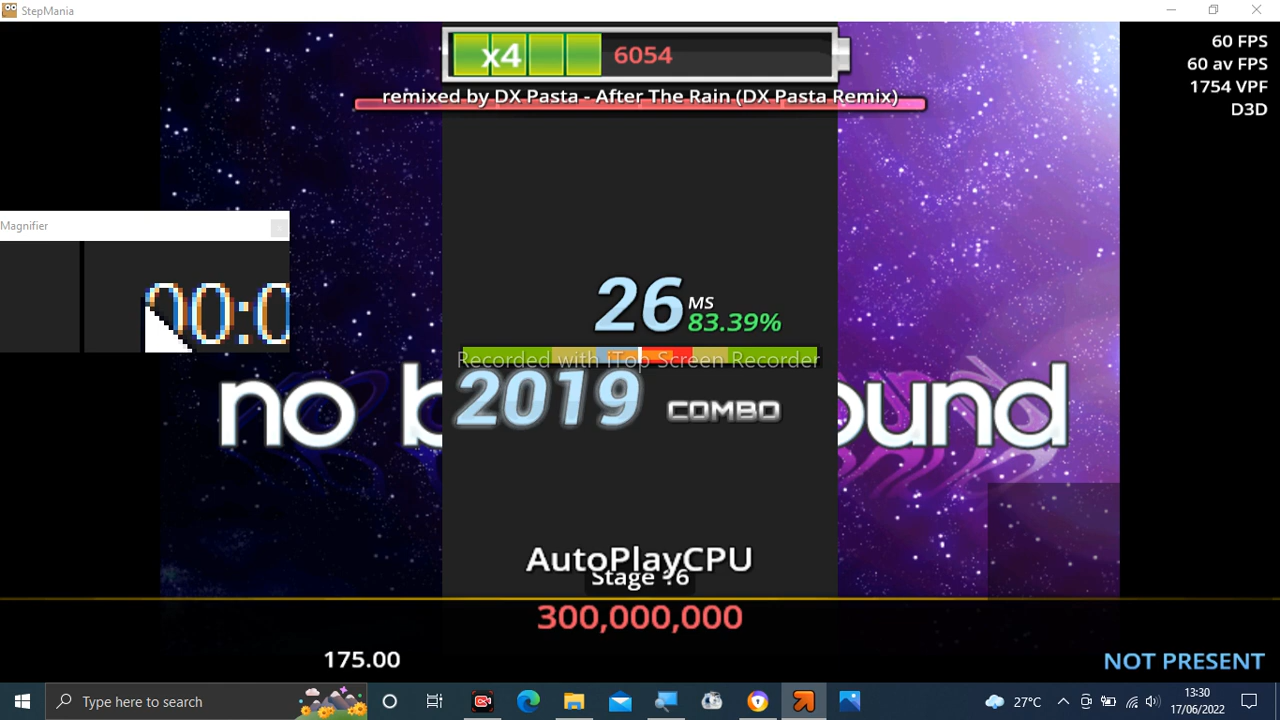 StepMania
60 FPS
60 av FPS
1754 VPF
D3D
x4 6054
remixed by DX Pasta - After The Rain (DX Pasta Remix)
Magnifier
00:0
26 MS
83.39%
Recorded with iTop Screen Recorder
2019 COMBO
no b
ound
AutoPlayCPU
Stage :6
300,000,000
175.00
NOT PRESENT
Type here to search
27°C
13:30
17/06/2022